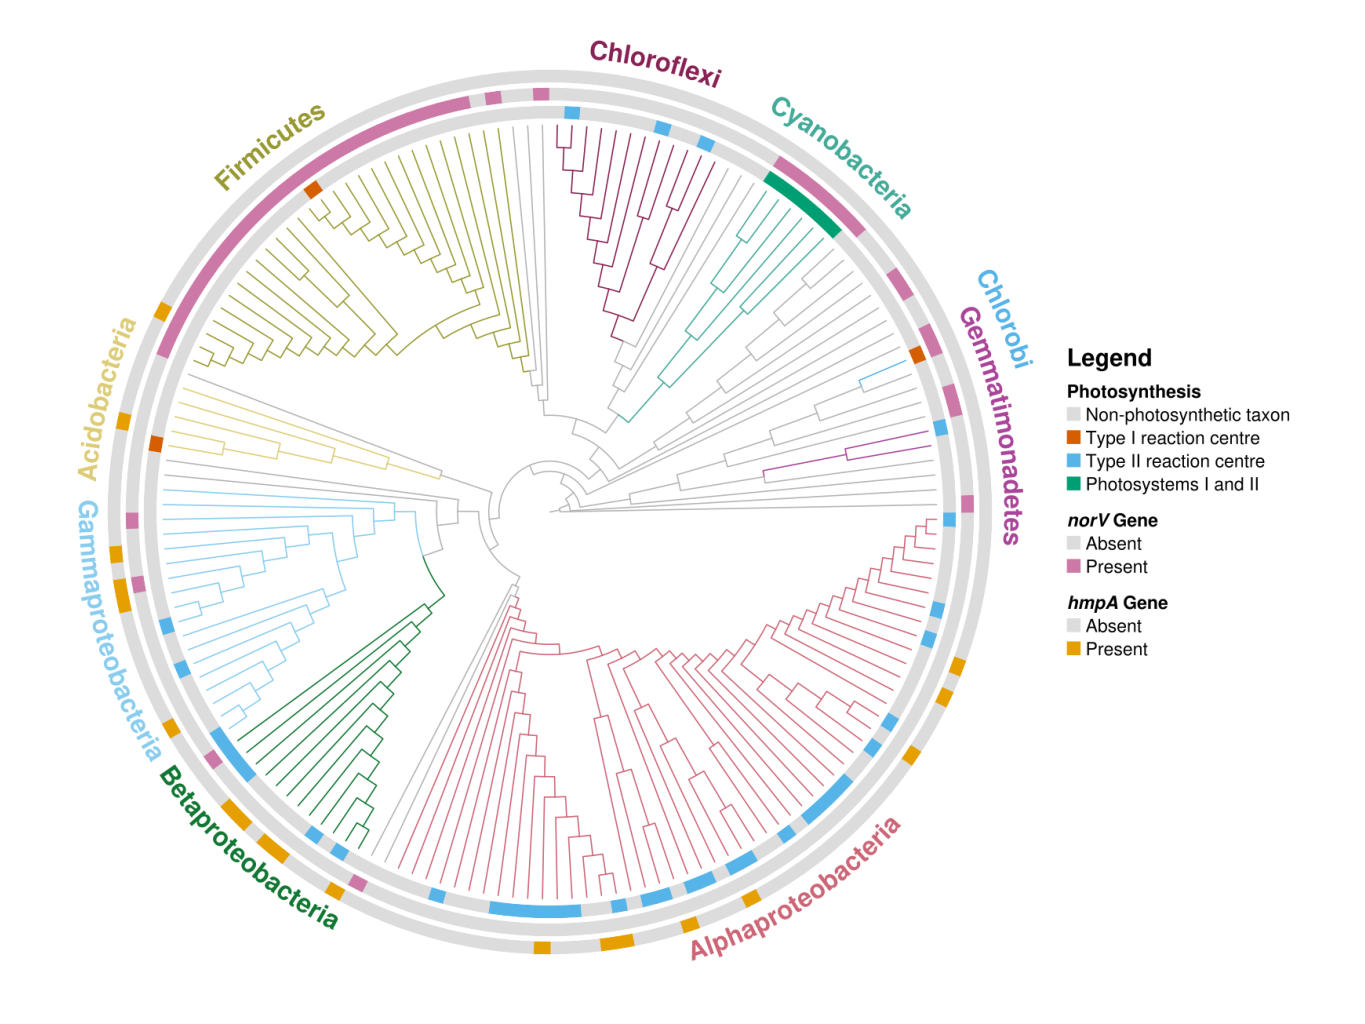 Chloroflexi
Cyanobacteria
Firmicutes
Chlorobi
Gemmatimonadetes
Acidobacteria
Gammaproteobacteria
Betaproteobacteria
Alphaproteobacteria
Legend
Photosynthesis
Non-photosynthetic taxon
Type I reaction centre
Type II reaction centre
Photosystems I and II
norV Gene
Absent
Present
hmpA Gene
Absent
Present